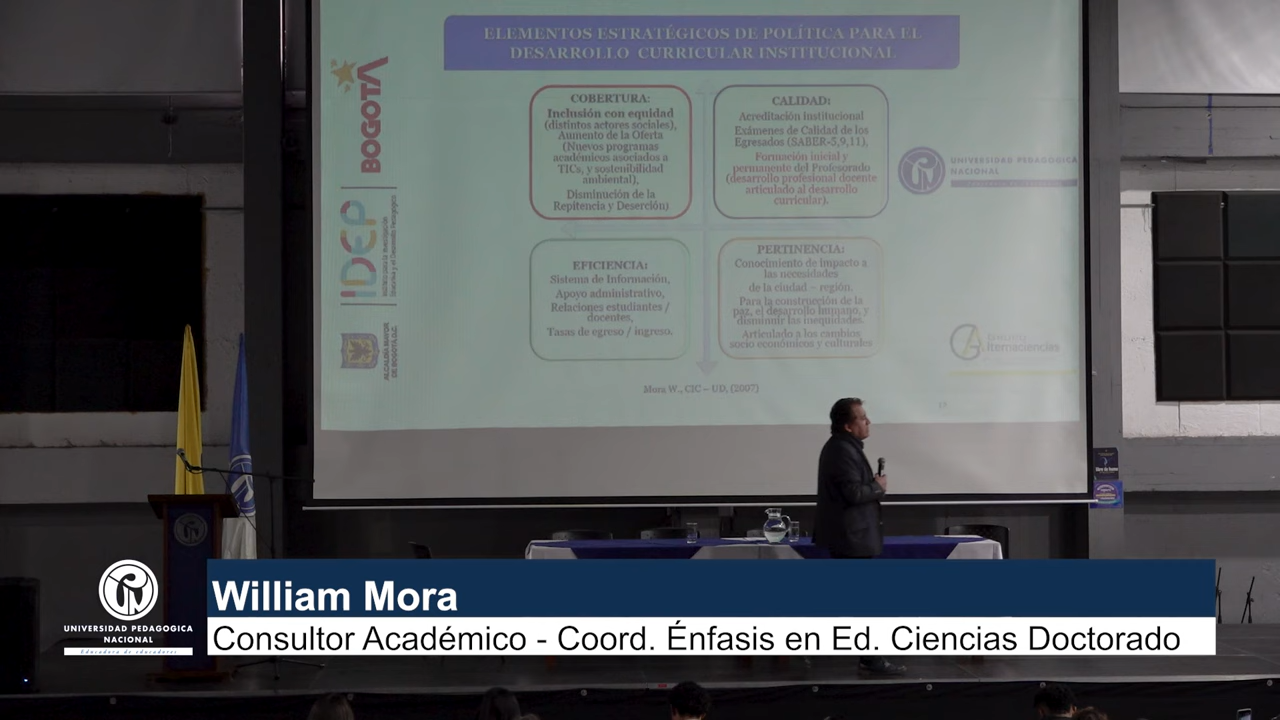 ELEMENTOS ESTRATÉGICOS DE POLÍTICA PARA EL
DESARROLLO CURRICULAR INSTITUCIONAL
COBERTURA:
Inclusión con equidad
(distintos actores sociales),
Aumento de la Oferta
(Nuevos programas
académicos asociados a
TICs, y sostenibilidad
ambiental),
Disminución de la
Repitencia y Deserción)
CALIDAD:
Acreditación Institucional
Exámenes de Calidad de los
Egresados (SABER-5,9,11),
Formación inicial y
permanente del Profesorado
(desarrollo profesional docente
articulado al desarrollo
curricular).
EFICIENCIA:
Sistema de Información,
Apoyo administrativo,
Relaciones estudiantes /
docentes,
Tasas de egreso / ingreso.
PERTINENCIA:
Conocimiento de impacto a
las necesidades
de la ciudad – región.
Para la construcción de la
paz, el desarrollo humano, y
disminuir las inequidades.
Articulado a los cambios
socio económicos y culturales
Mora W., CIC – UD, (2007)
BOGOTÁ
IDEP
ALCALDÍA MAYOR
DE BOGOTÁ D.C.
UNIVERSIDAD PEDAGÓGICA
NACIONAL
Alternaciencias
William Mora
Consultor Académico - Coord. Énfasis en Ed. Ciencias Doctorado
UNIVERSIDAD PEDAGOGICA
NACIONAL
Educadora de educadores